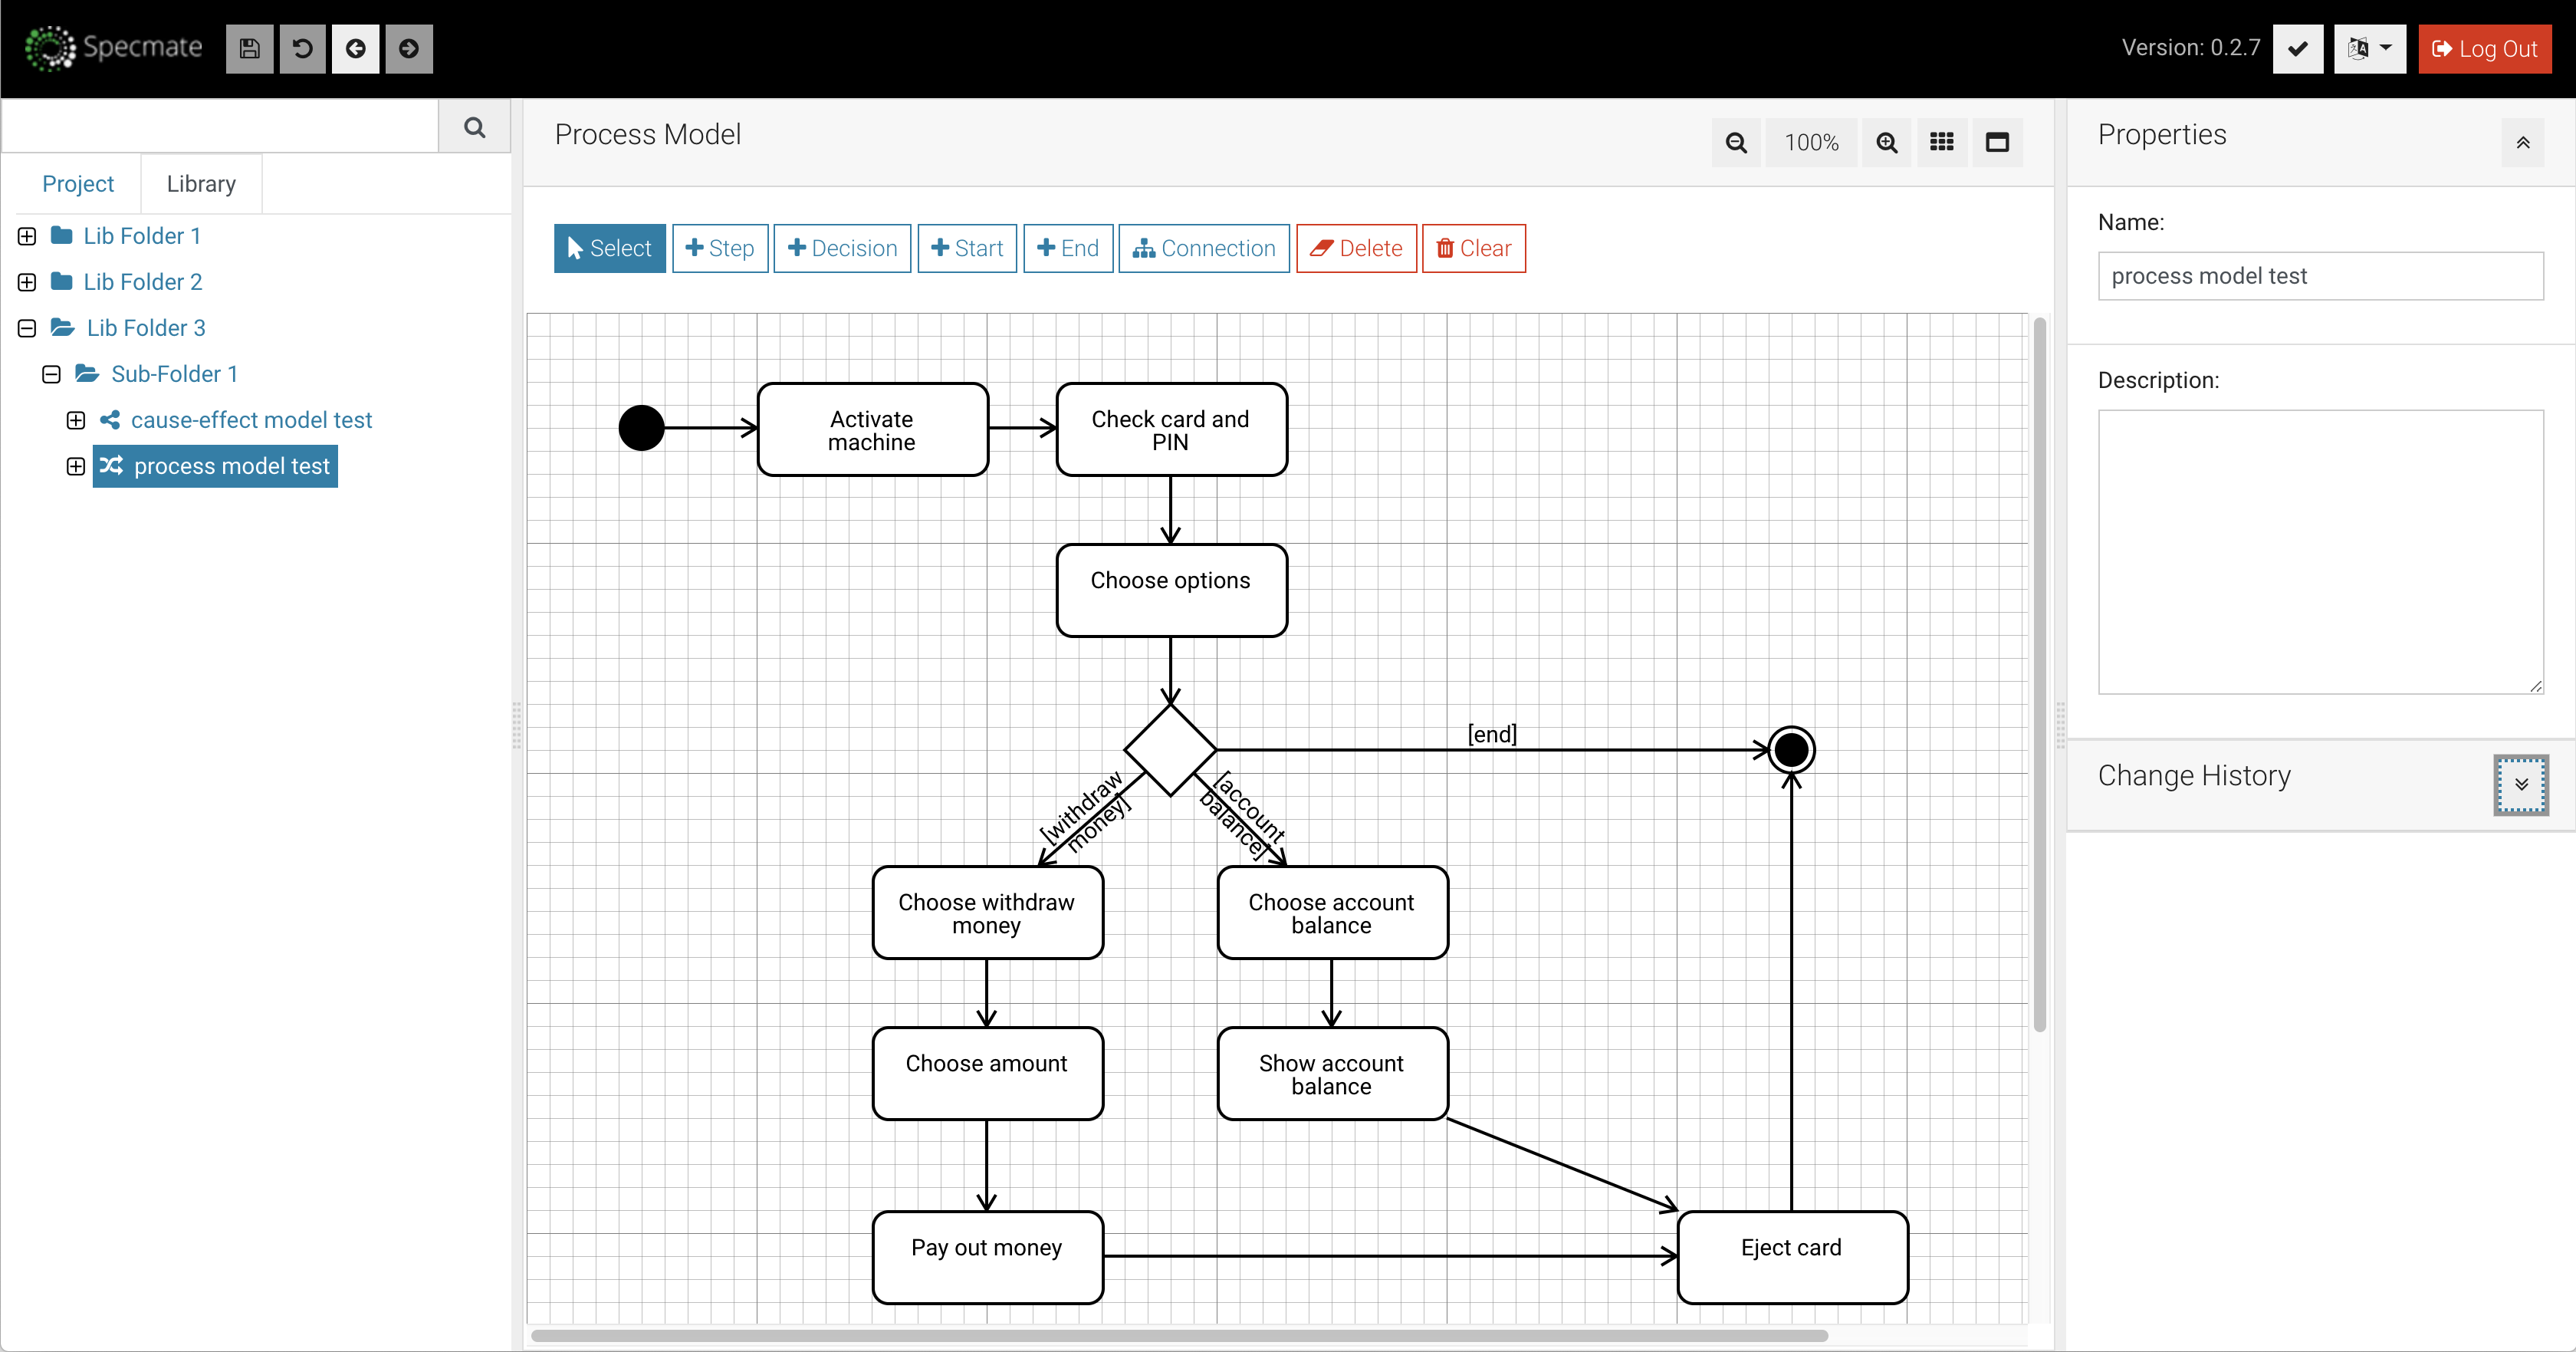 Specmate
Version: 0.2.7
Log Out
Project
Library
Lib Folder 1
Lib Folder 2
Lib Folder 3
Sub-Folder 1
cause-effect model test
process model test
Process Model
100%
Select
Step
Decision
Start
End
Connection
Delete
Clear
Activate
machine
Check card and
PIN
Choose options
[end]
[withdraw
money]
[account
balance]
Choose withdraw
money
Choose account
balance
Choose amount
Show account
balance
Pay out money
Eject card
Properties
Name:
process model test
Description:
Change History